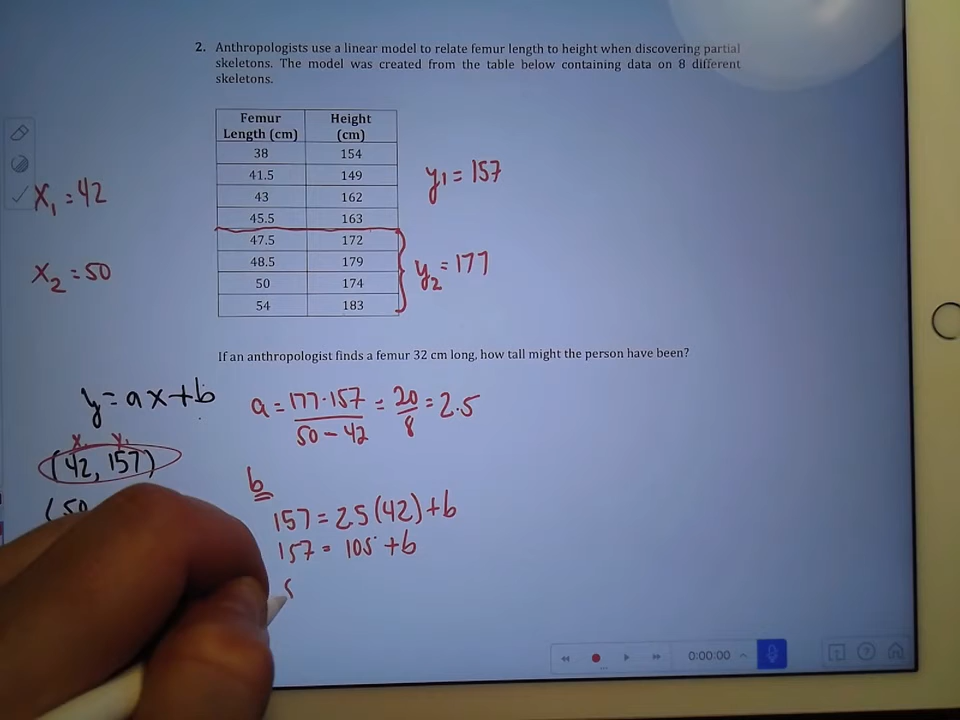 2. Anthropologists use a linear model to relate femur length to height when discovering partial
skeletons. The model was created from the table below containing data on 8 different
skeletons.
Femur Length (cm) Height (cm)
38 154
41.5 149
43 162
45.5 163
47.5 172
48.5 179
50 174
54 183
x₁ = 42
x₂ = 50
y₁ = 157
y₂ = 177
If an anthropologist finds a femur 32 cm long, how tall might the person have been?
y = ax + b
x₁ y₁
(42, 157)
(50
a = 177 - 157 / 50 - 42 = 20/8 = 2.5
b
157 = 2.5 (42) + b
157 = 105 + b
5
0:00:00